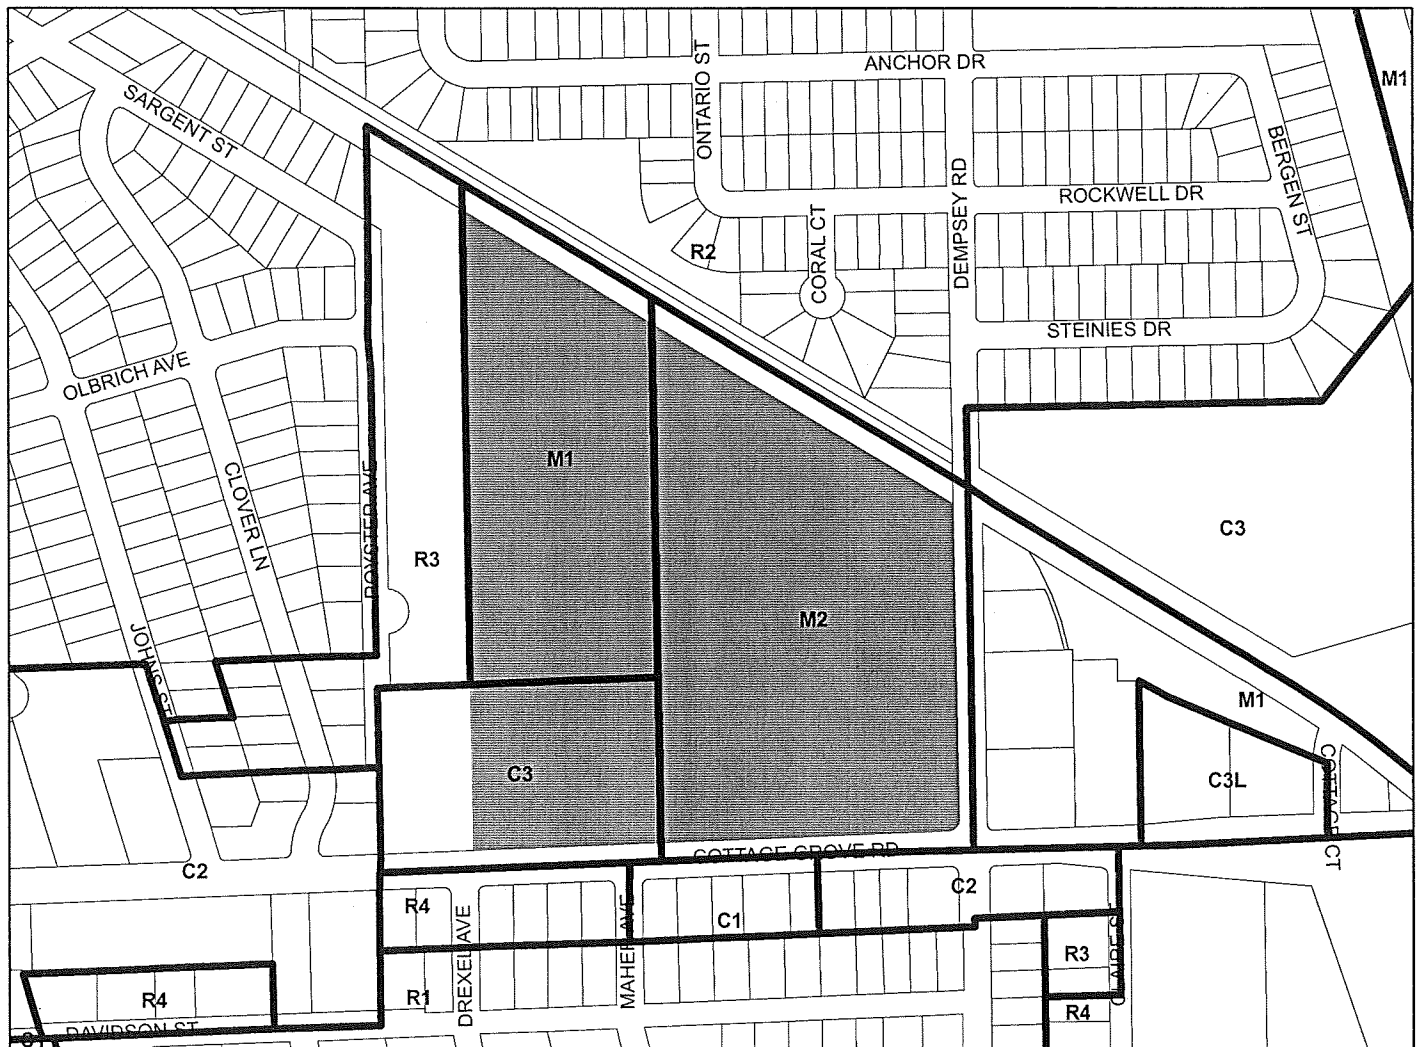 ANCHOR DR
M1
SARGENT ST
ONTARIO ST
BERGEN ST
DEMPSEY RD
ROCKWELL DR
CORAL CT
R2
STEINIES DR
OLBRICH AVE
M1
CLOVER LN
ROYSTER AVE
C3
R3
M2
JOHNS ST
M1
C3
C3L
COTTAGE CT
COTTAGE GROVE RD
C2
C2
R4
C1
DREXEL AVE
MAHER AVE
R3
R1
R4
R4
DAVIDSON ST